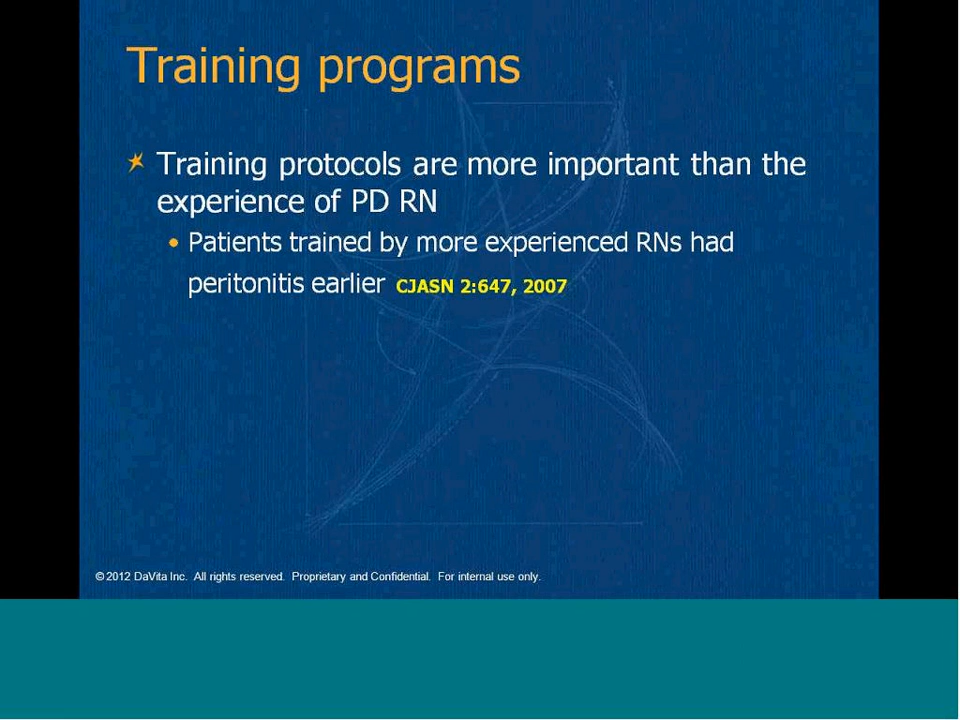 Training programs
Training protocols are more important than the
experience of PD RN
Patients trained by more experienced RNs had
peritonitis earlier CJASN 2:647, 2007
© 2012 DaVita Inc. All rights reserved. Proprietary and Confidential. For internal use only.